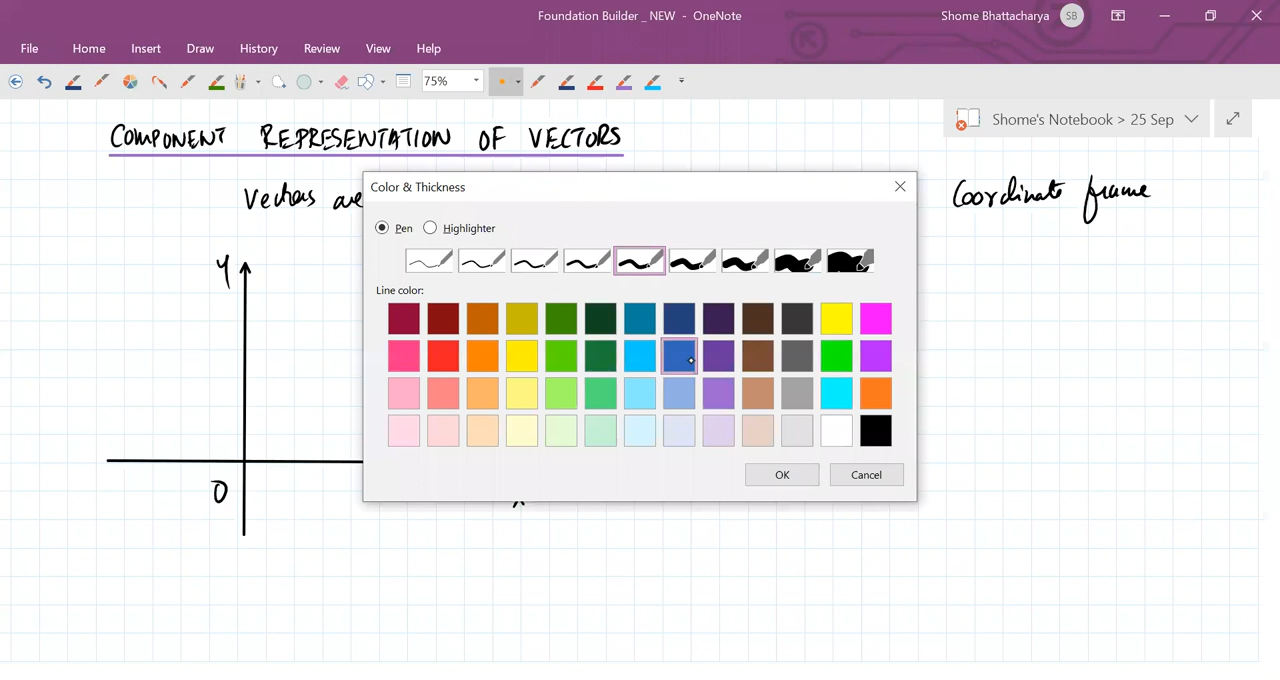 Foundation Builder _ NEW - OneNote
Shome Bhattacharya SB
File Home Insert Draw History Review View Help
75%
COMPONENT REPRESENTATION OF VECTORS
Shome's Notebook > 25 Sep
Color & Thickness
Vectors are
Coordinate frame
Pen Highlighter
Y
Line color:
O
OK Cancel